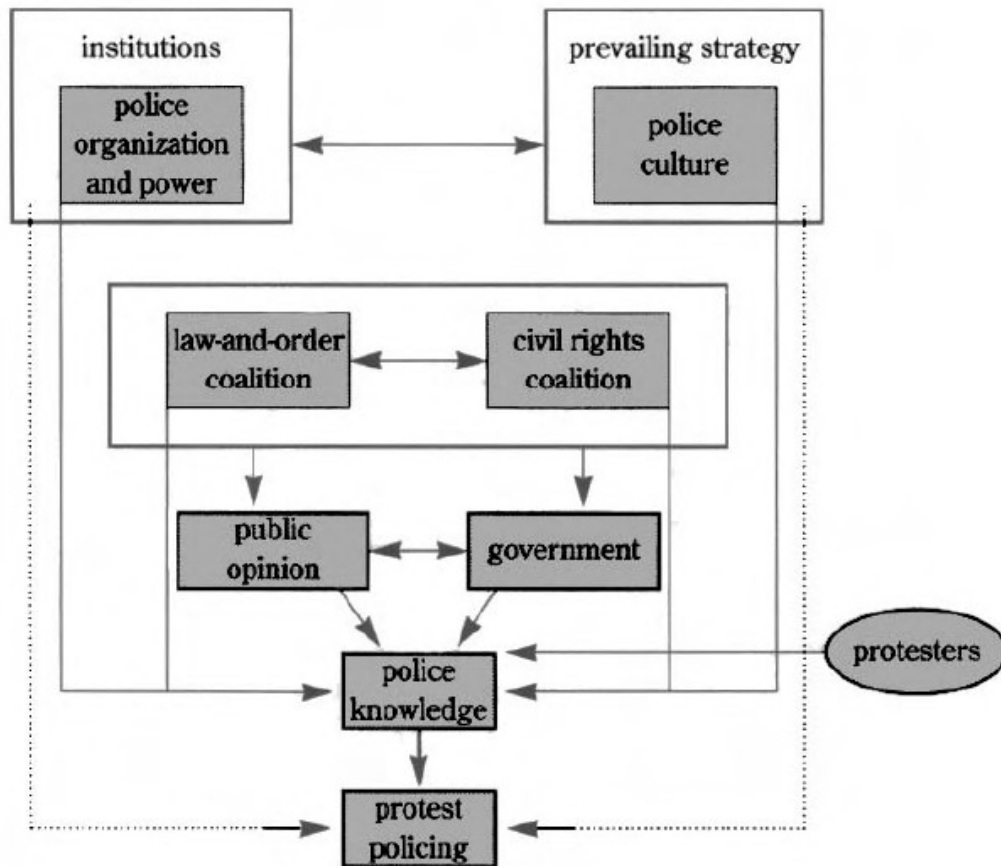 institutions
prevailing strategy
police
organization
and power
police
culture
law-and-order
coalition
civil rights
coalition
public
opinion
government
protesters
police
knowledge
protest
policing